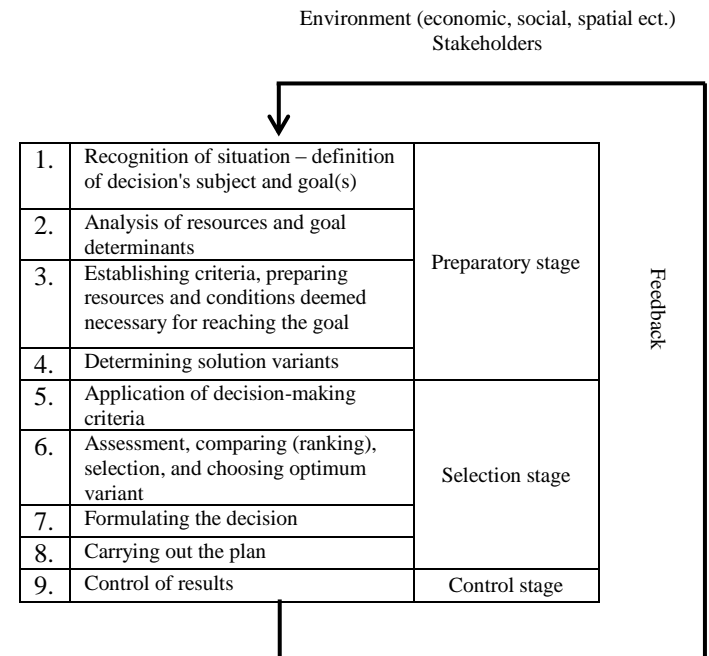 Environment (economic, social, spatial ect.)
Stakeholders
1. Recognition of situation – definition
of decision's subject and goal(s)
2. Analysis of resources and goal
determinants
3. Establishing criteria, preparing
resources and conditions deemed
necessary for reaching the goal
4. Determining solution variants
Preparatory stage
5. Application of decision-making
criteria
6. Assessment, comparing (ranking),
selection, and choosing optimum
variant
7. Formulating the decision
8. Carrying out the plan
Selection stage
9. Control of results
Control stage
Feedback